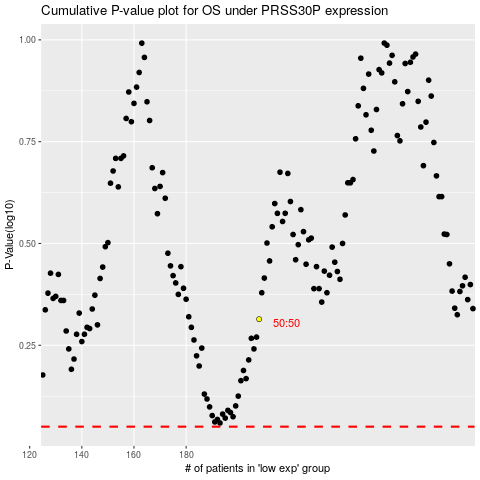 Cumulative P-value plot for OS under PRSS30P expression
P-Value(log10)
1.00
0.75
0.50
0.25
50:50
120 140 160 180
# of patients in 'low exp' group